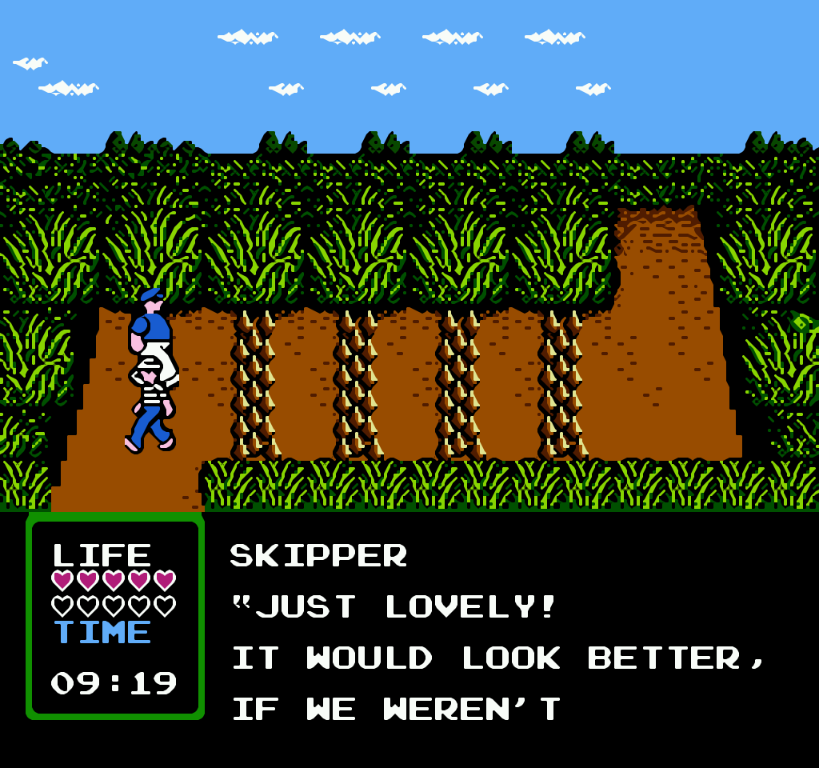 LIFE
TIME
09:19
SKIPPER
"JUST LOVELY!
IT WOULD LOOK BETTER,
IF WE WEREN'T